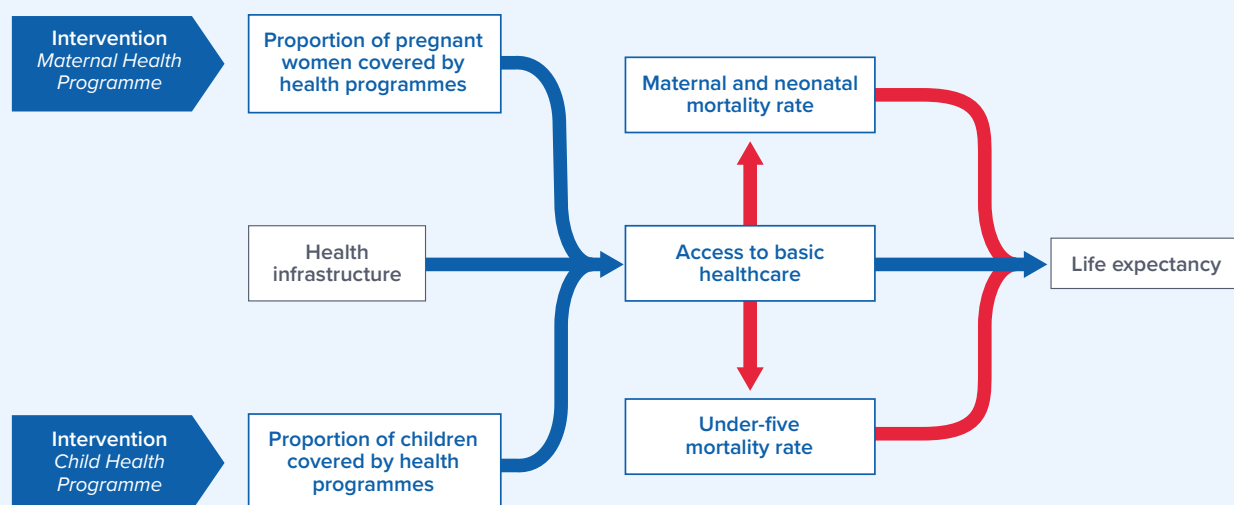 Intervention
Maternal Health
Programme
Proportion of pregnant
women covered by
health programmes
Maternal and neonatal
mortality rate
Health
infrastructure
Access to basic
healthcare
Life expectancy
Intervention
Child Health
Programme
Proportion of children
covered by health
programmes
Under-five
mortality rate